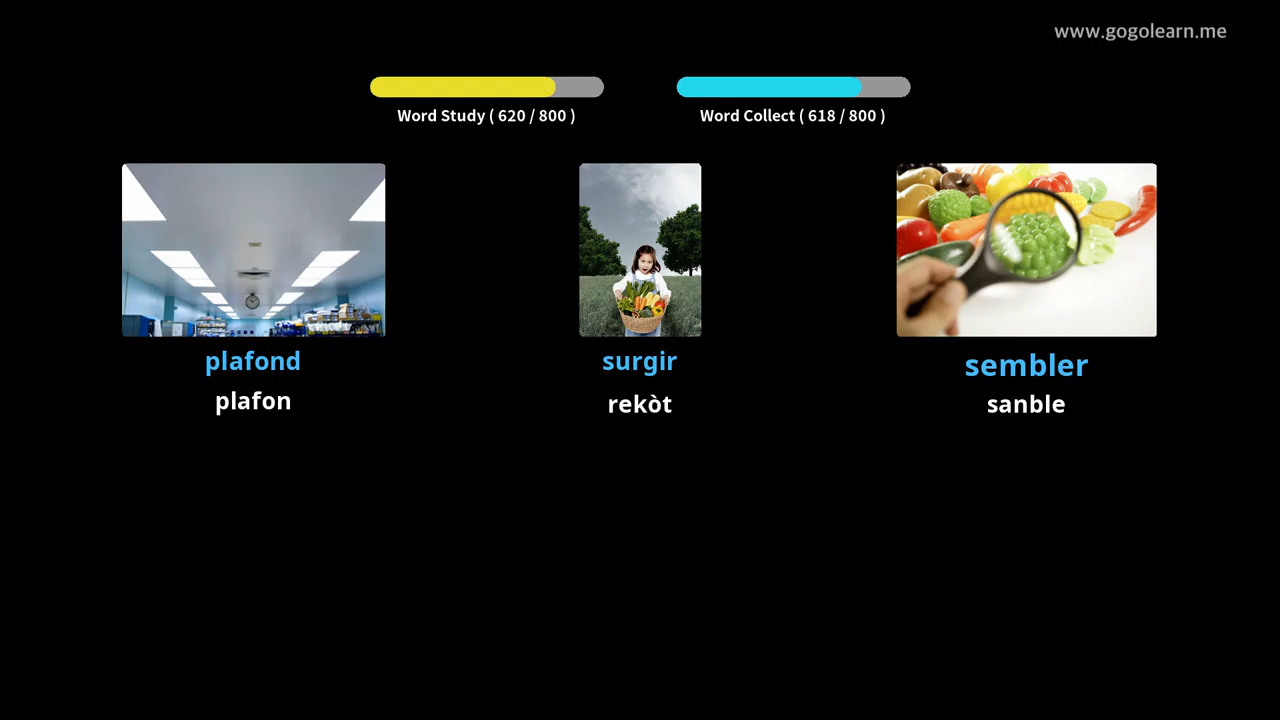 www.gogolearn.me
Word Study ( 620 / 800 )
Word Collect ( 618 / 800 )
plafond
plafon
surgir
rekòt
sembler
sanble